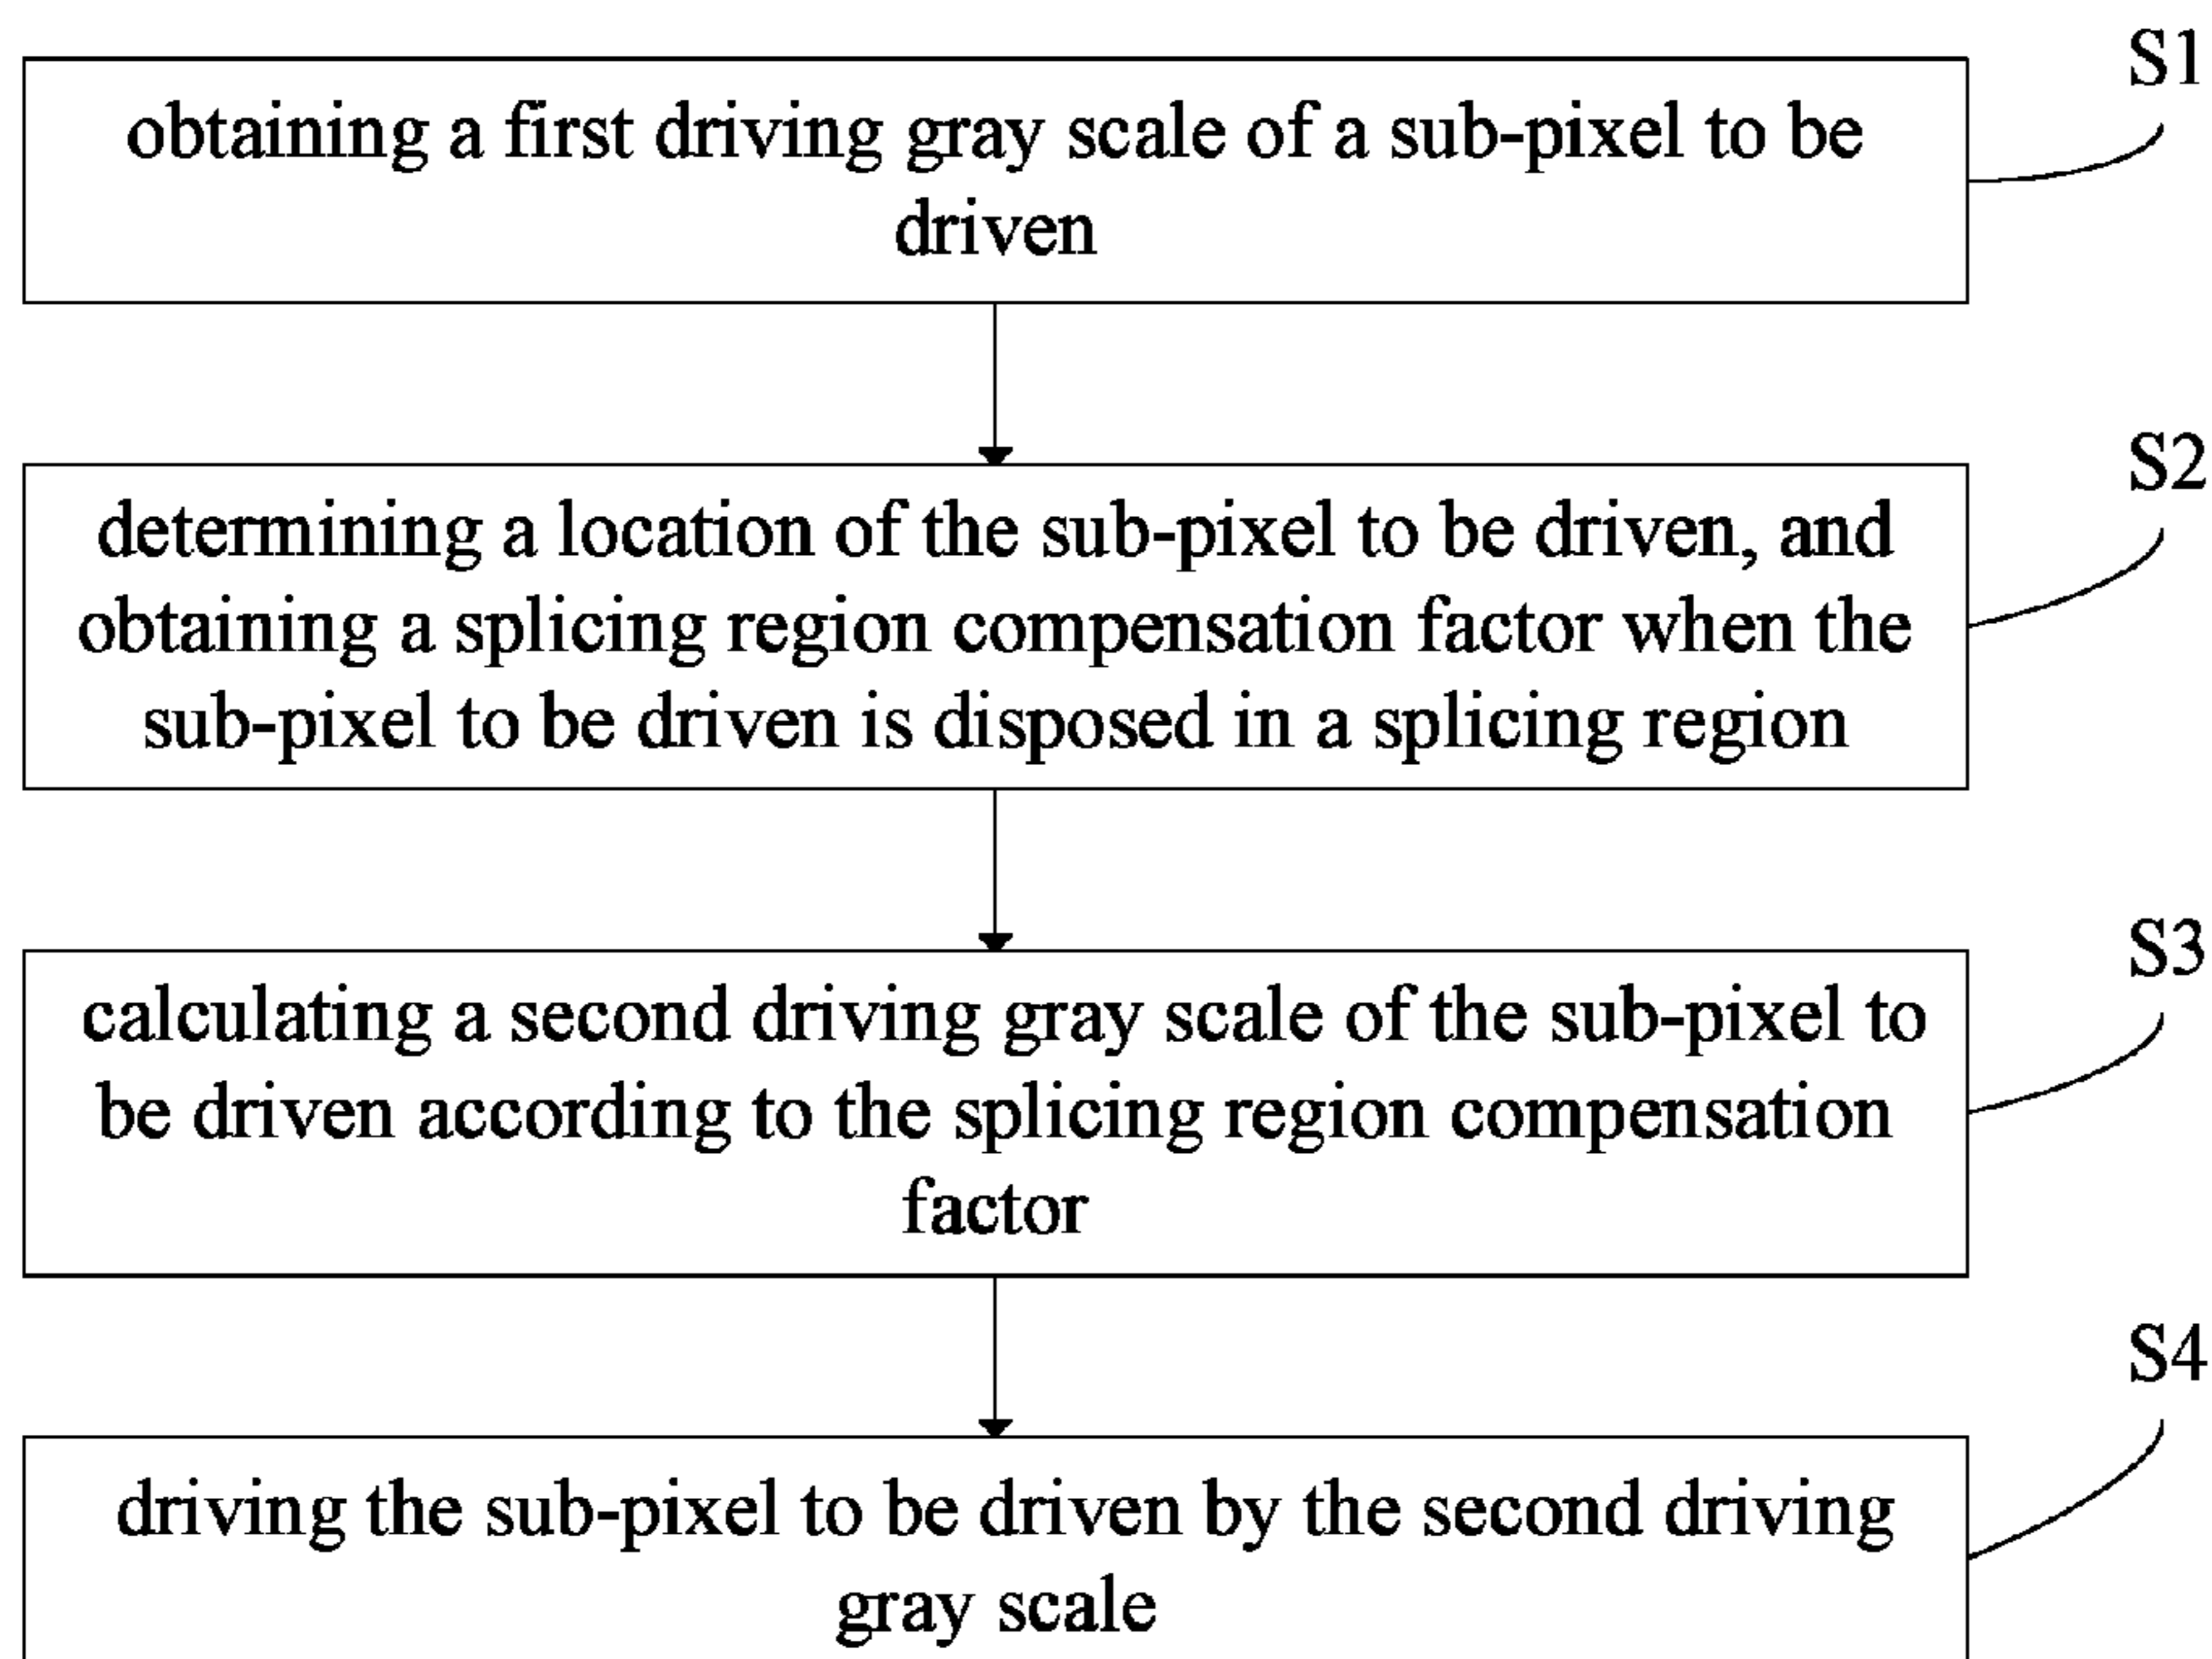 S1
obtaining a first driving gray scale of a sub-pixel to be
driven
S2
determining a location of the sub-pixel to be driven, and
obtaining a splicing region compensation factor when the
sub-pixel to be driven is disposed in a splicing region
S3
calculating a second driving gray scale of the sub-pixel to
be driven according to the splicing region compensation
factor
S4
driving the sub-pixel to be driven by the second driving
gray scale